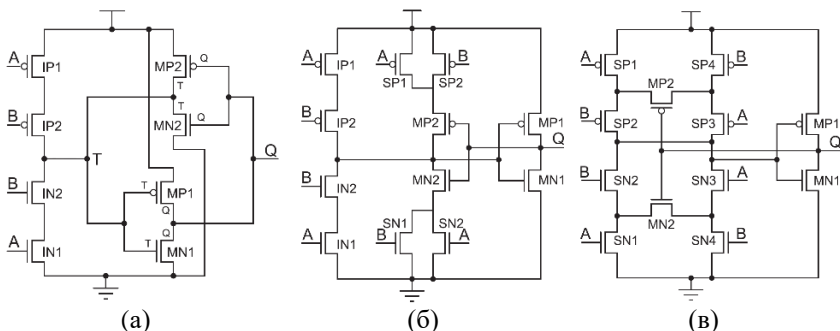 A IP1
B IP2
B IN2
A IN1
T
MP2 Q
T
T
MN2 Q
Q
T MP1
Q
Q
T MN1
(а)
A IP1
B IP2
B IN2
A IN1
A SP1
B SP2
MP2
MN2
SN1 B
SN2 A
MP1
Q
MN1
(б)
A SP1
B SP2
B SN2
A SN1
MP2
MN2
SP4 B
SP3 A
SN3 A
SN4 B
MP1
Q
MN1
(в)